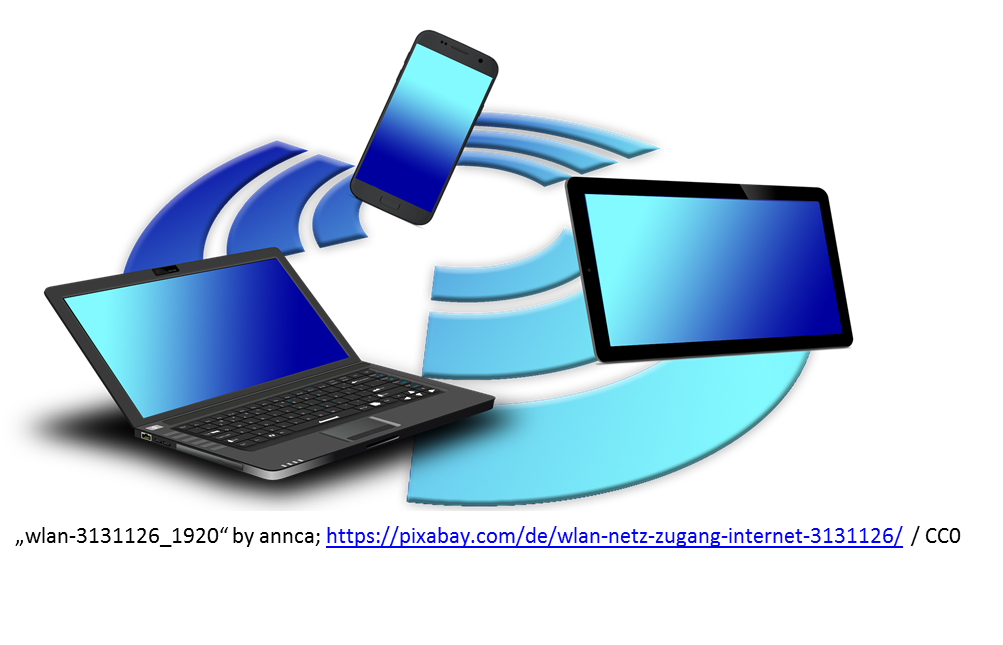 „wlan-3131126_1920“ by annca; https://pixabay.com/de/wlan-netz-zugang-internet-3131126/ / CC0